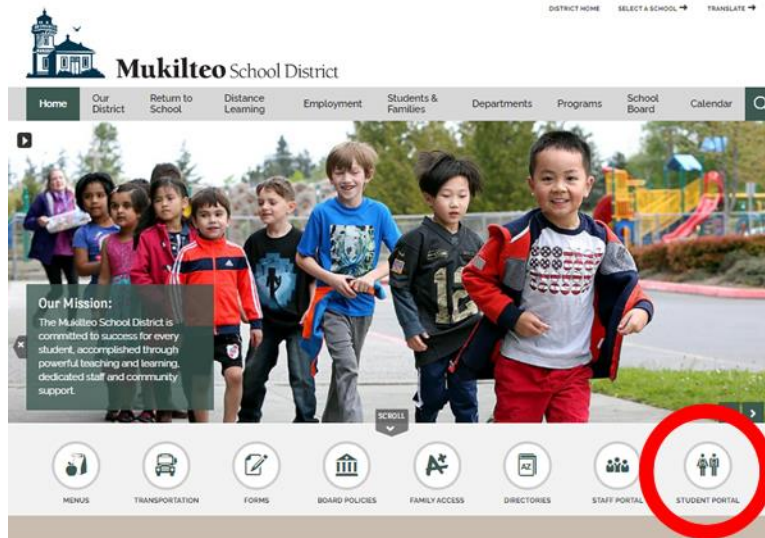 DISTRICT HOME SELECT A SCHOOL TRANSLATE
Mukilteo School District
Home Our District Return to School Distance Learning Employment Students & Families Departments Programs School Board Calendar
Our Mission:
The Mukilteo School District is
committed to success for every
student, accomplished through
powerful teaching and learning,
dedicated staff and community
support.
12
SCROLL
A+ AZ
MENUS TRANSPORTATION FORMS BOARD POLICIES FAMILY ACCESS DIRECTORIES STAFF PORTAL STUDENT PORTAL